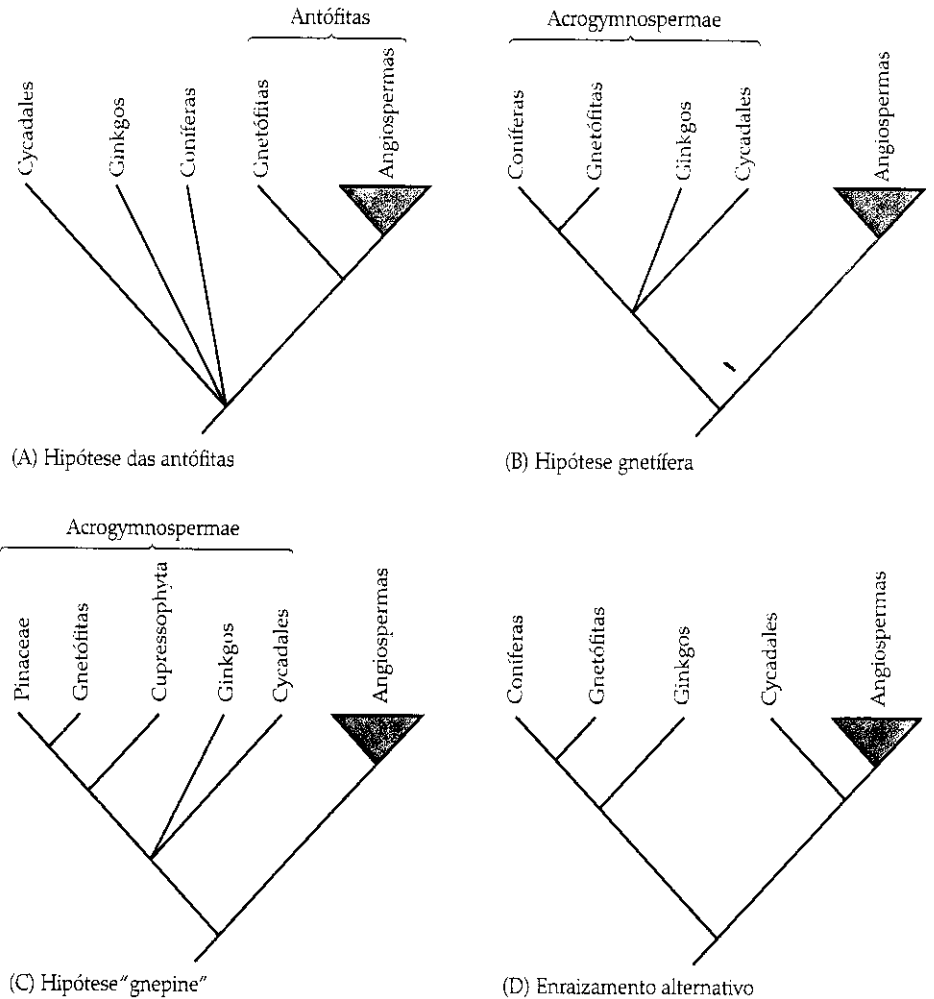 Antófitas
Cycadales
Ginkgos
Coníferas
Gnetófitas
Angiospermas
(A) Hipótese das antófitas
Acrogymnospermae
Coníferas
Gnetófitas
Ginkgos
Cycadales
Angiospermas
(B) Hipótese gnetífera
Acrogymnospermae
Pinaceae
Gnetófitas
Cupressophyta
Ginkgos
Cycadales
Angiospermas
(C) Hipótese "gnepine"
Coníferas
Gnetófitas
Ginkgos
Cycadales
Angiospermas
(D) Enraizamento alternativo